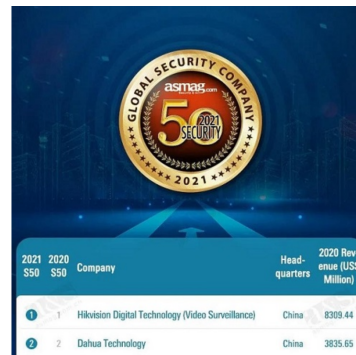 GLOBAL SECURITY COMPANY
asmag.com
50
2021
SECURITY
2021
2021 S50
2020 S50
Company
Head-
quarters
2020 Rev
enue (US$
Million)
1 1 Hikvision Digital Technology (Video Surveillance) China 8309.44
2 2 Dahua Technology China 3835.65